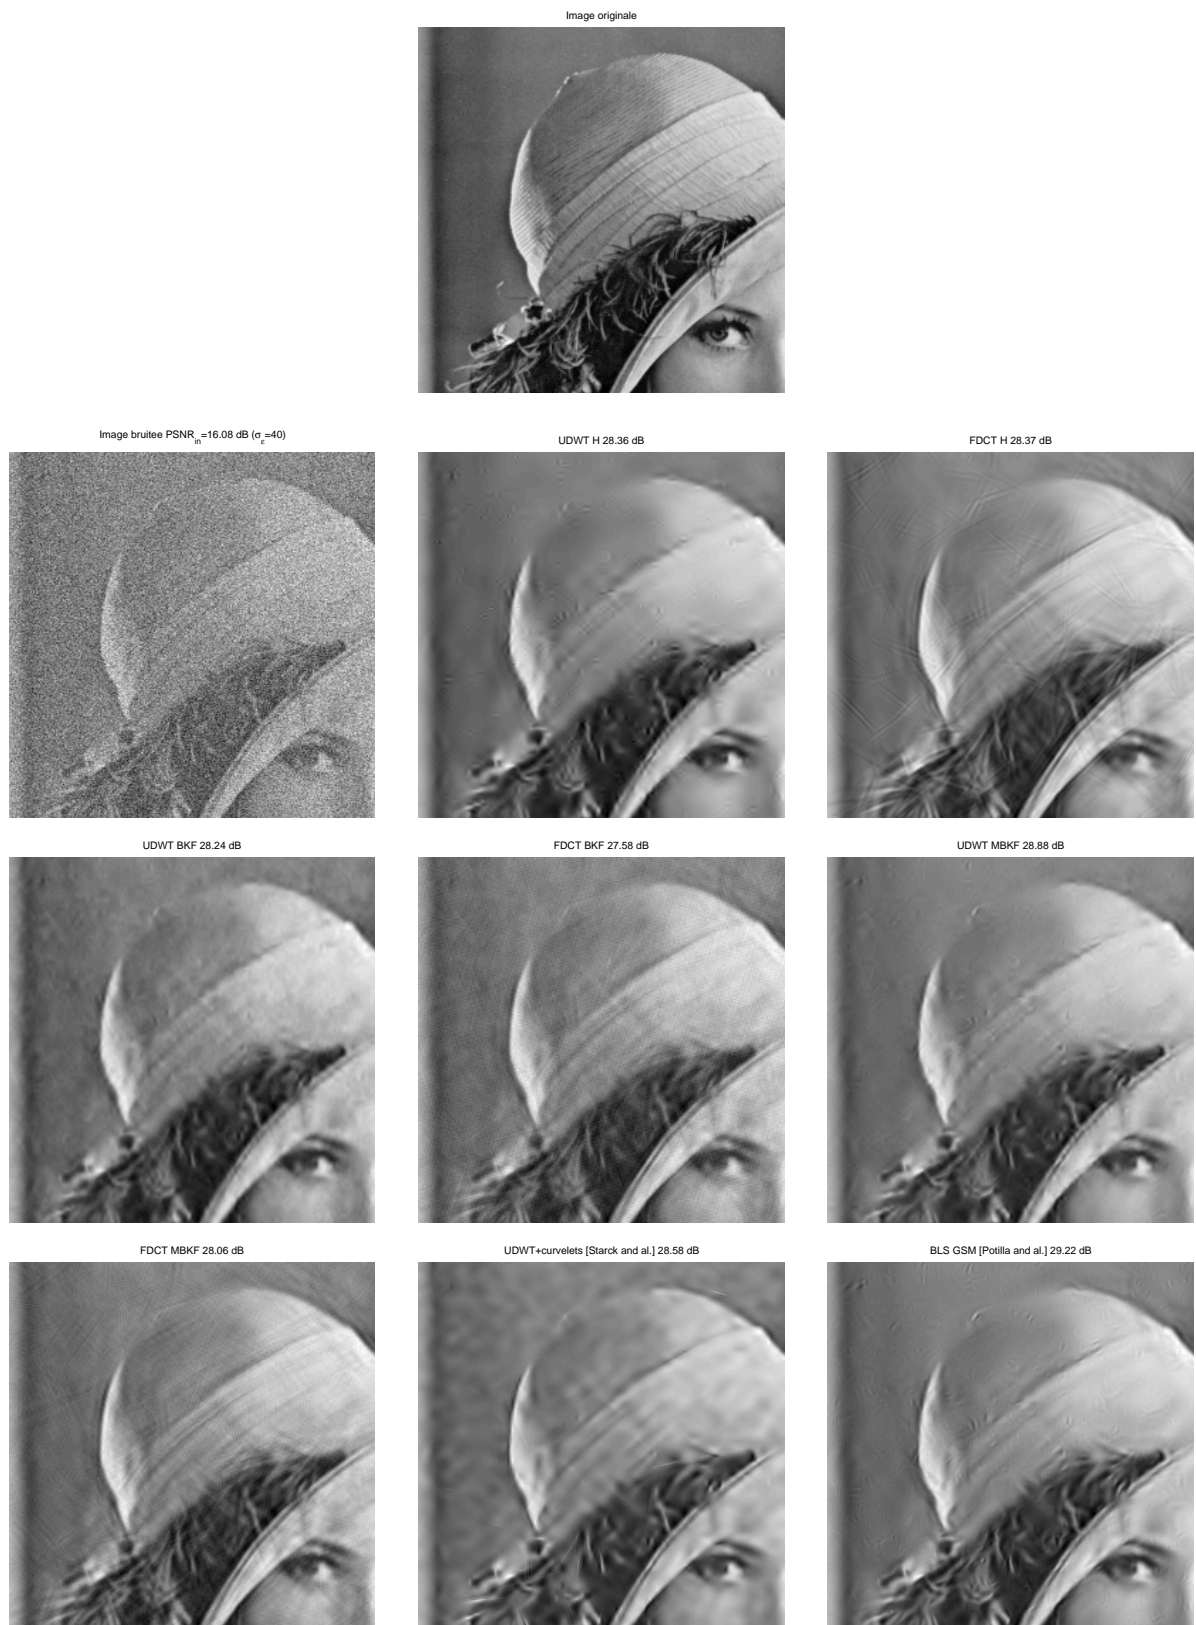 Image originale
Image bruitee PSNR_in=16.08 dB (σ_ε=40)
UDWT H 28.36 dB
FDCT H 28.37 dB
UDWT BKF 28.24 dB
FDCT BKF 27.58 dB
UDWT MBKF 28.88 dB
FDCT MBKF 28.06 dB
UDWT+curvelets [Starck and al.] 28.58 dB
BLS GSM [Potilla and al.] 29.22 dB